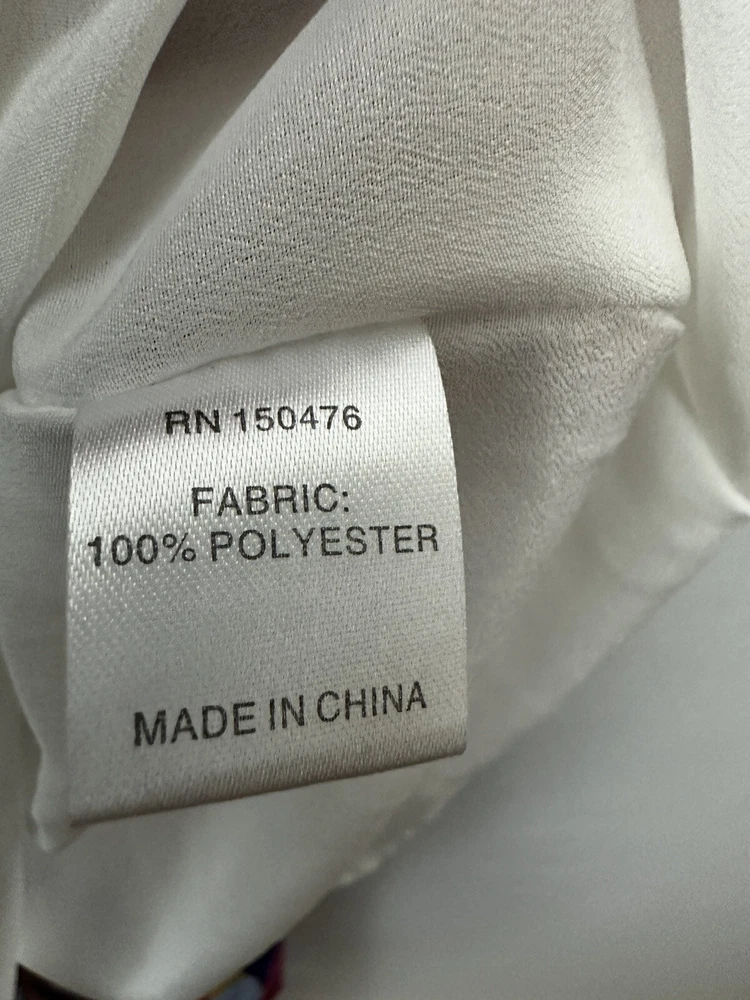 RN 150476
FABRIC:
100% POLYESTER
MADE IN CHINA